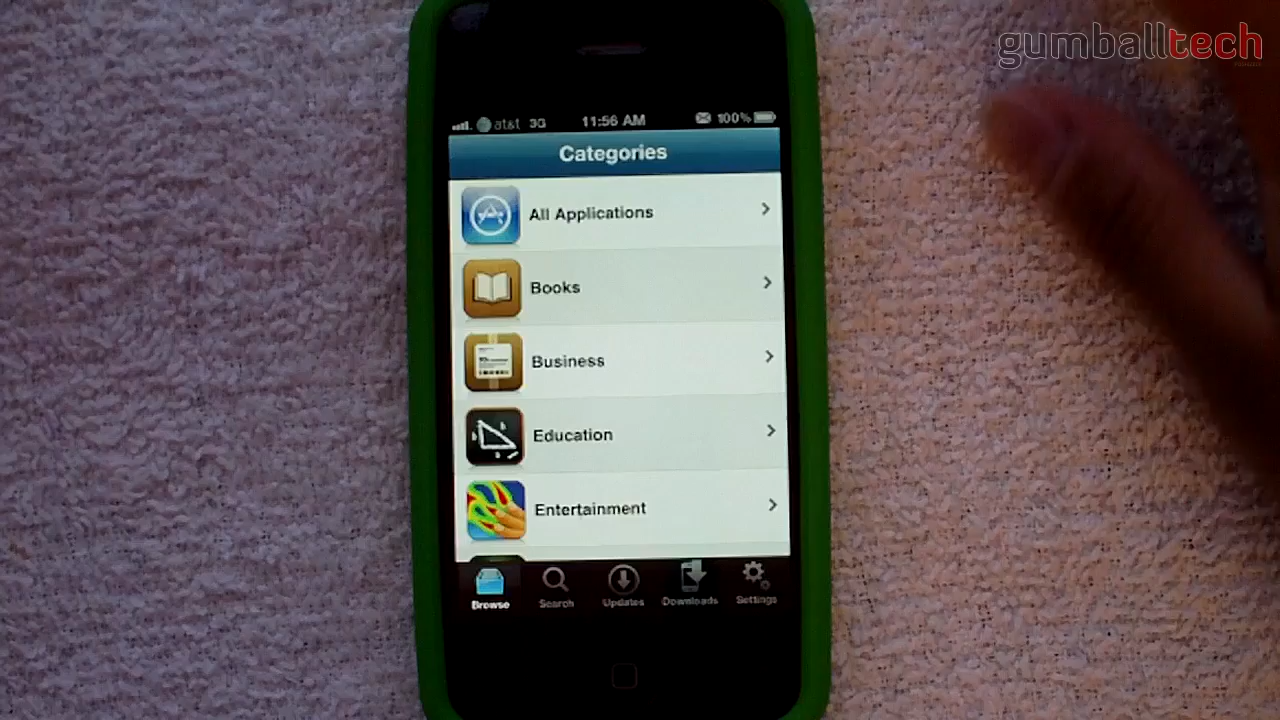 gumballtech
at&t 3G 11:56 AM 100%
Categories
All Applications
Books
Business
Education
Entertainment
Browse Search Updates Downloads Settings